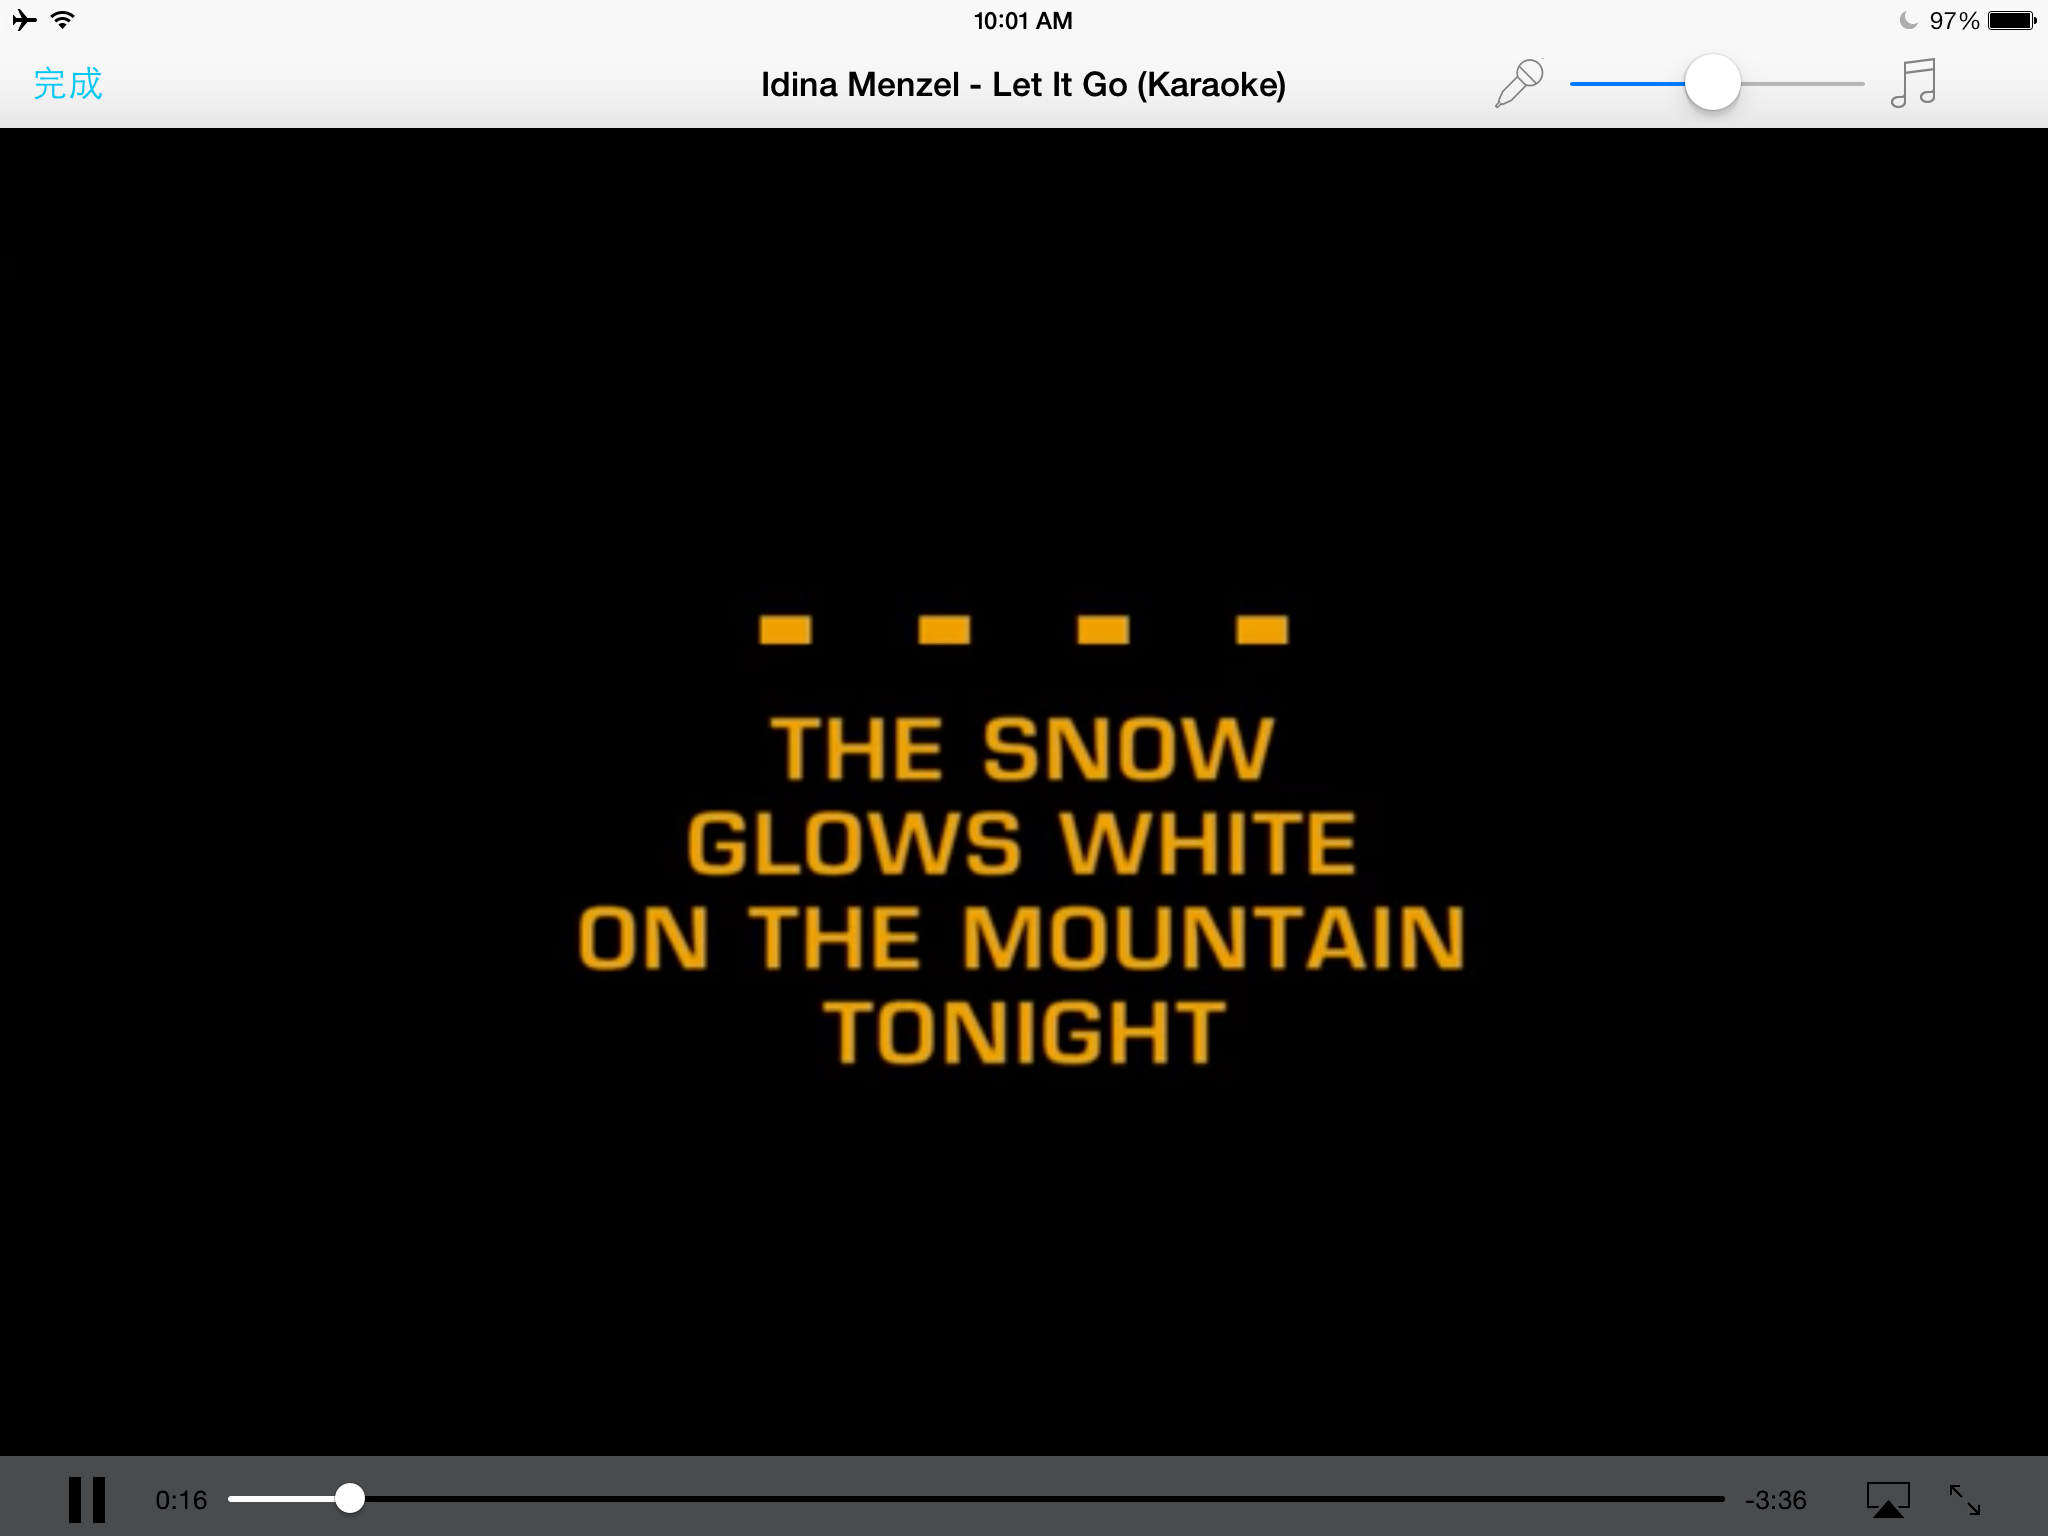 10:01 AM
97%
完成
Idina Menzel - Let It Go (Karaoke)
THE SNOW
GLOWS WHITE
ON THE MOUNTAIN
TONIGHT
0:16
-3:36